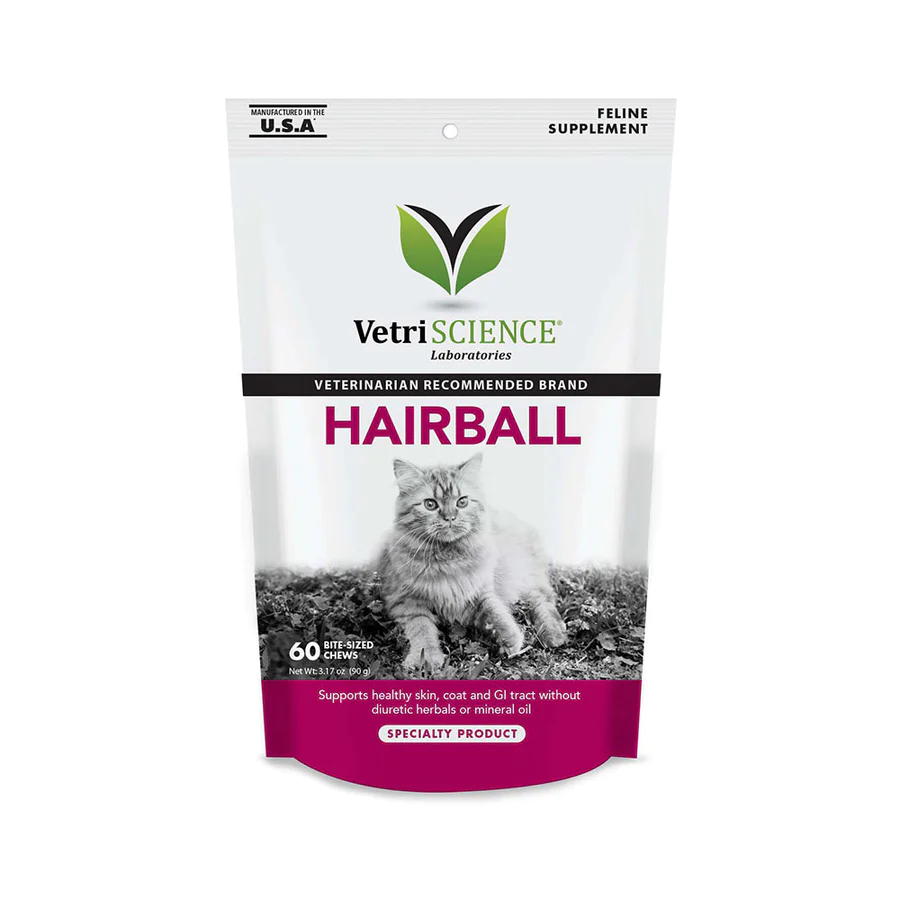 MANUFACTURED IN THE
U.S.A*
FELINE
SUPPLEMENT
VetriSCIENCE®
Laboratories
VETERINARIAN RECOMMENDED BRAND
HAIRBALL
60 BITE-SIZED
CHEWS
Net Wt: 3.17 oz (90 g)
Supports healthy skin, coat and GI tract without
diuretic herbals or mineral oil
SPECIALTY PRODUCT